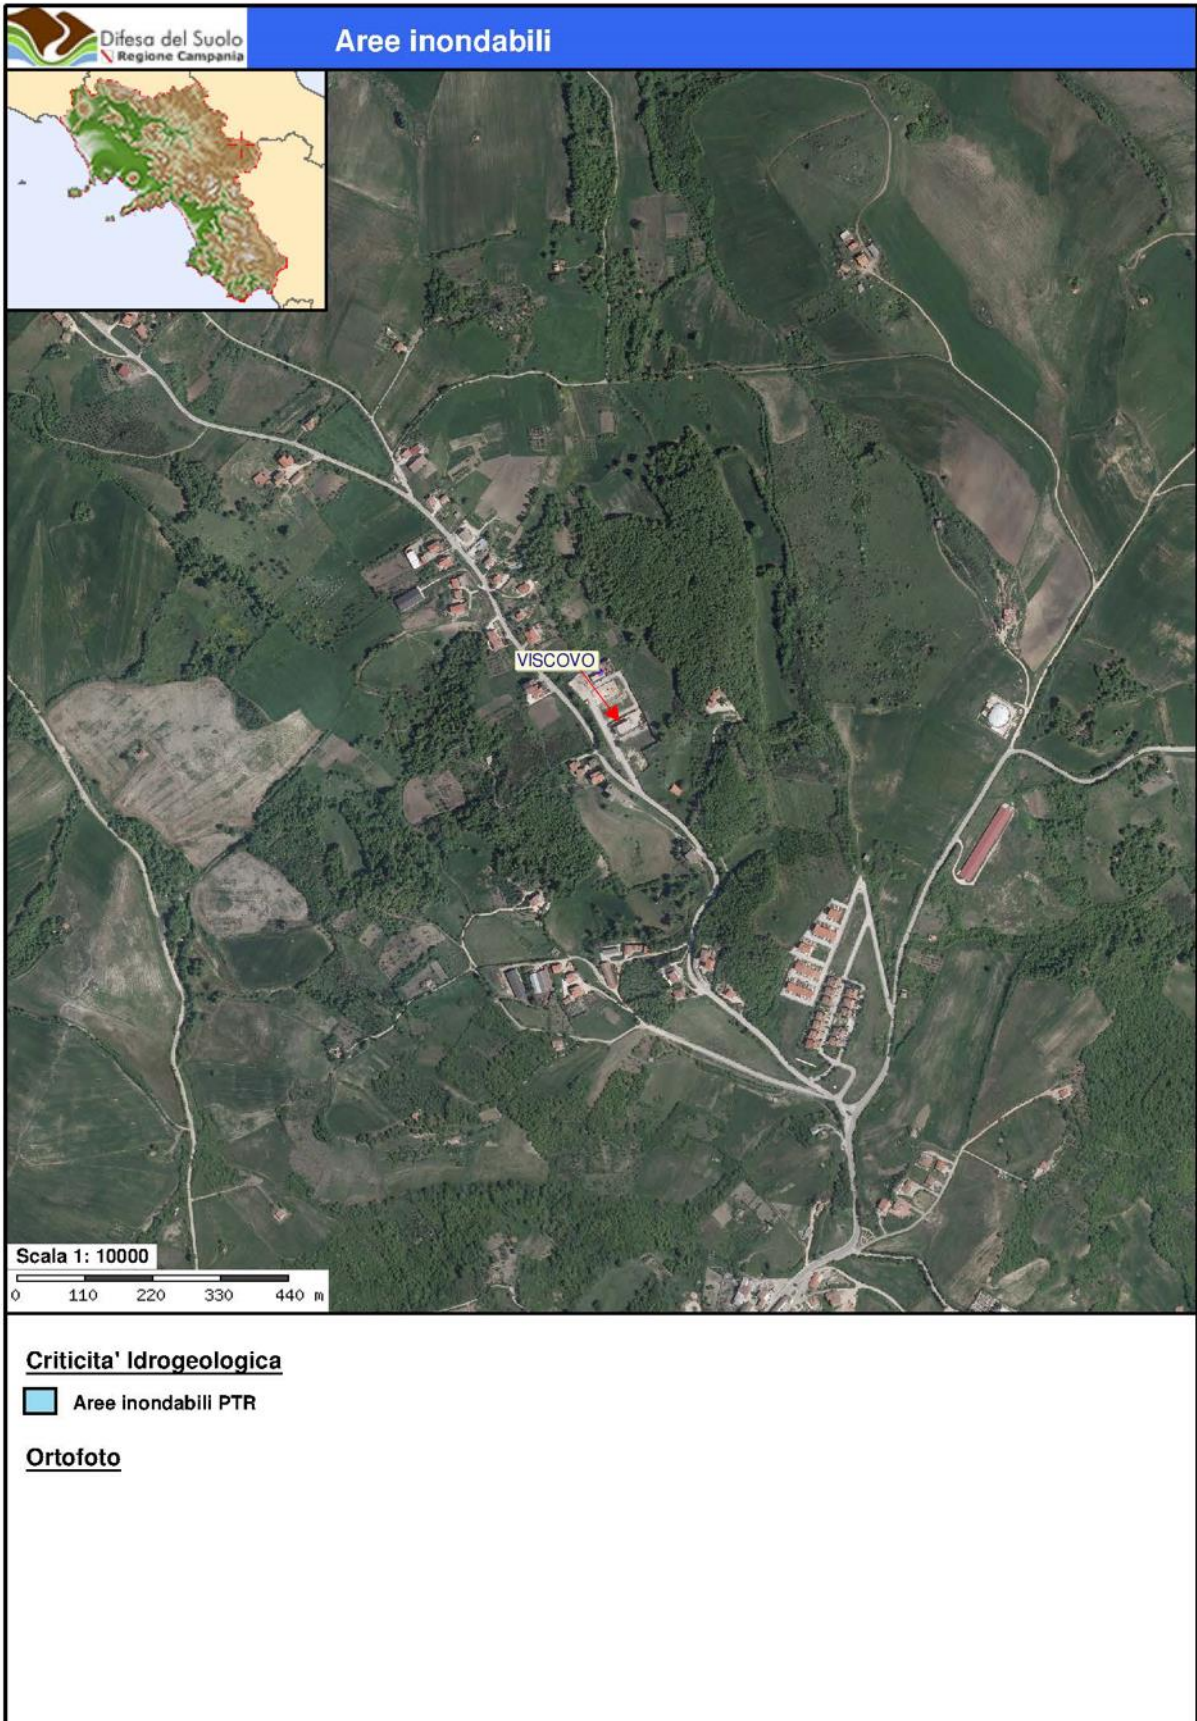 Difesa del Suolo
Regione Campania
Aree inondabili
VISCOVO
Scala 1: 10000
0 110 220 330 440 m
Criticita' Idrogeologica
Aree inondabili PTR
Ortofoto